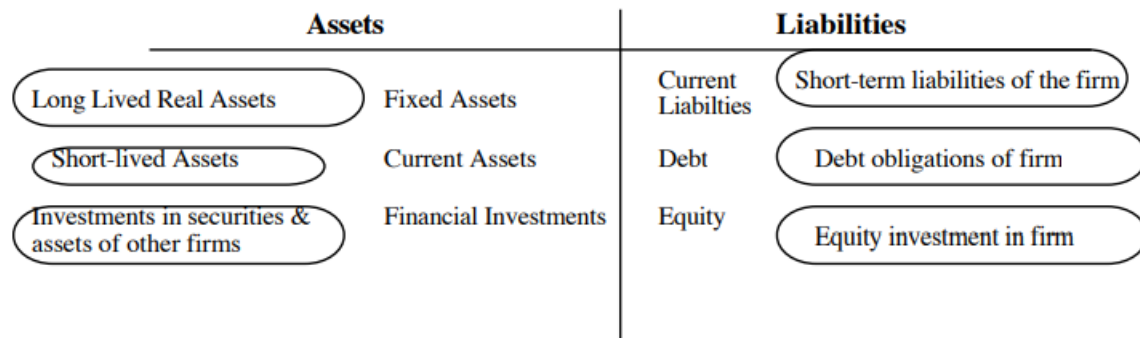 Assets
Liabilities
Long Lived Real Assets
Fixed Assets
Current
Liabilties
Short-term liabilities of the firm
Short-lived Assets
Current Assets
Debt
Debt obligations of firm
Investments in securities &
assets of other firms
Financial Investments
Equity
Equity investment in firm